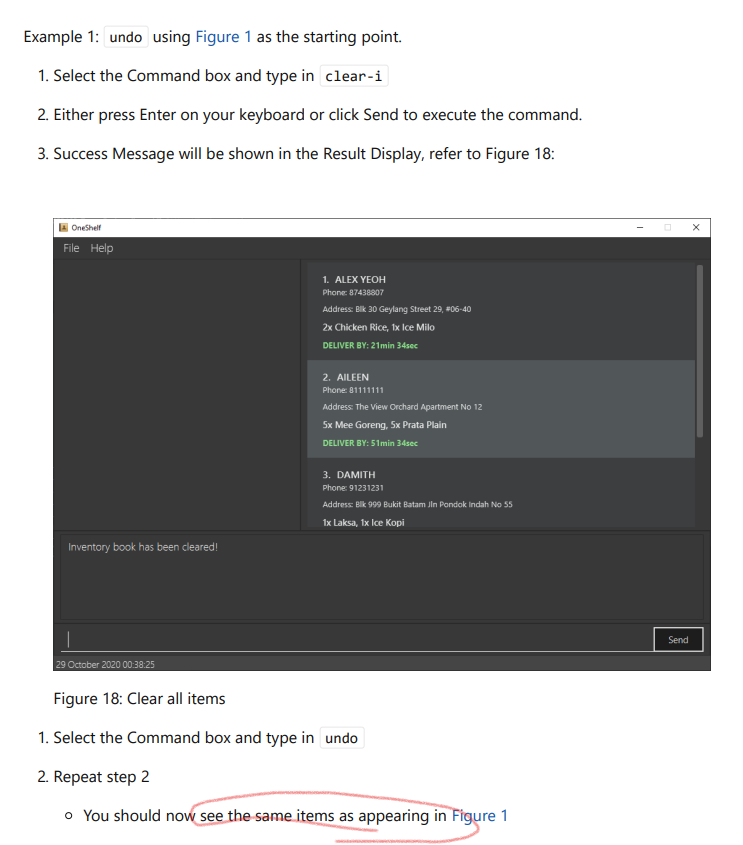 Example 1: undo using Figure 1 as the starting point.
1. Select the Command box and type in clear-i
2. Either press Enter on your keyboard or click Send to execute the command.
3. Success Message will be shown in the Result Display, refer to Figure 18:
OneShelf
File Help
1. ALEX YEOH
Phone: 87438807
Address: Blk 30 Geylang Street 29, #06-40
2x Chicken Rice, 1x Ice Milo
DELIVER BY: 21min 34sec
2. AILEEN
Phone: 81111111
Address: The View Orchard Apartment No 12
5x Mee Goreng, 5x Prata Plain
DELIVER BY: 51min 34sec
3. DAMITH
Phone: 91231231
Address: Blk 999 Bukit Batam Jln Pondok Indah No 55
1x Laksa, 1x Ice Kopi
Inventory book has been cleared!
Send
29 October 2020 00:38:25
Figure 18: Clear all items
1. Select the Command box and type in undo
2. Repeat step 2
You should now see the same items as appearing in Figure 1